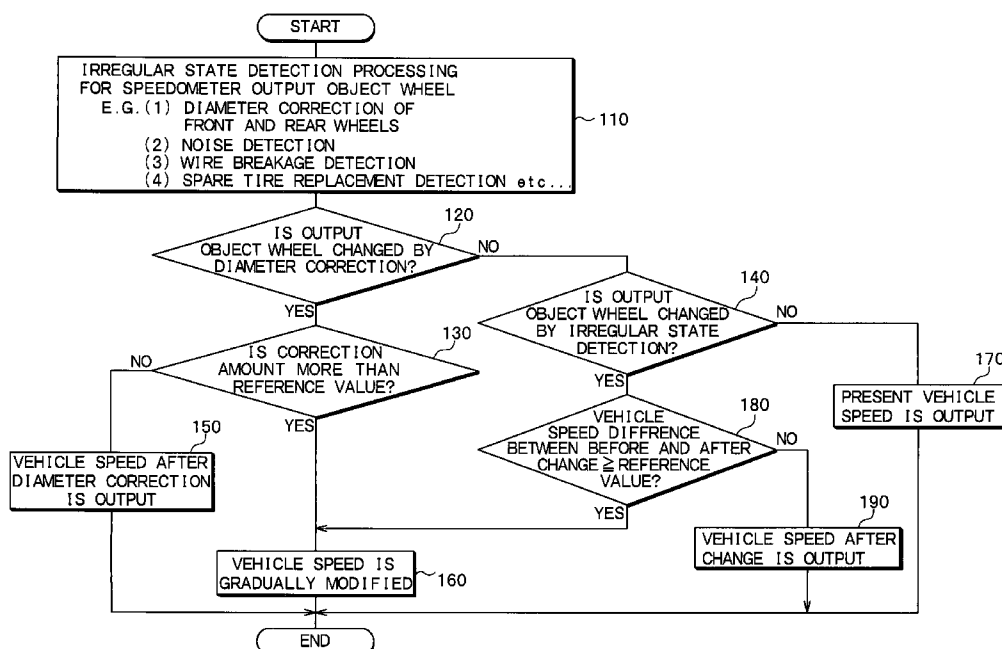 START
IRREGULAR STATE DETECTION PROCESSING
FOR SPEEDOMETER OUTPUT OBJECT WHEEL
E.G.(1) DIAMETER CORRECTION OF
FRONT AND REAR WHEELS
(2) NOISE DETECTION
(3) WIRE BREAKAGE DETECTION
(4) SPARE TIRE REPLACEMENT DETECTION etc...
110
IS OUTPUT
OBJECT WHEEL CHANGED BY
DIAMETER CORRECTION?
120
NO
YES
IS OUTPUT
OBJECT WHEEL CHANGED
BY IRREGULAR STATE
DETECTION?
140
NO
YES
IS CORRECTION
AMOUNT MORE THAN
REFERENCE VALUE?
130
NO
YES
PRESENT VEHICLE
SPEED IS OUTPUT
170
VEHICLE
SPEED DIFFRENCE
BETWEEN BEFORE AND AFTER
CHANGE≧REFERENCE
VALUE?
180
NO
YES
VEHICLE SPEED AFTER
DIAMETER CORRECTION
IS OUTPUT
150
VEHICLE SPEED AFTER
CHANGE IS OUTPUT
190
VEHICLE SPEED IS
GRADUALLY MODIFIED
160
END